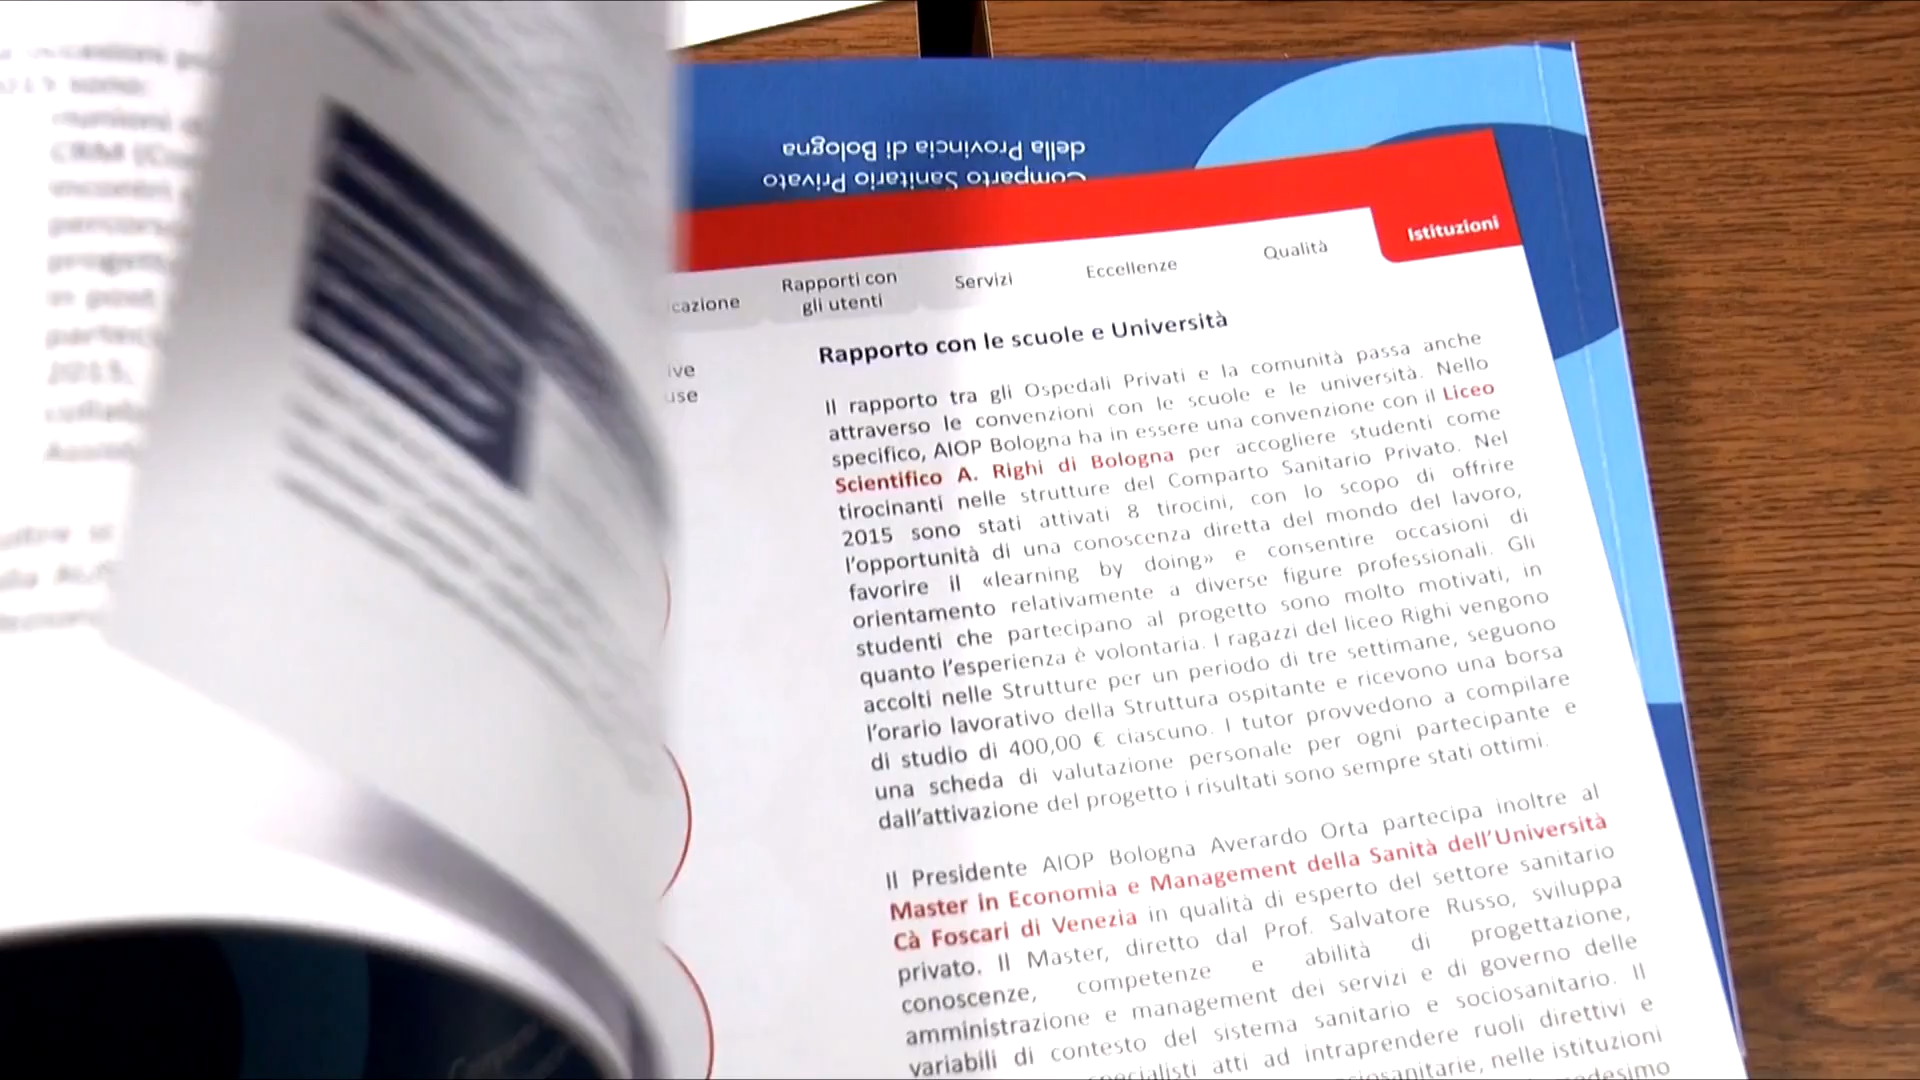 della Provincia di Bologna
Comparto Sanitario Privato
Istituzioni
Qualità
Eccellenze
Servizi
Rapporti con
gli utenti
cazione
ive
use
Rapporto con le scuole e Università
Il rapporto tra gli Ospedali Privati e la comunità passa anche
attraverso le convenzioni con le scuole e le università. Nello
specifico, AIOP Bologna ha in essere una convenzione con il Liceo
Scientifico A. Righi di Bologna per accogliere studenti come
tirocinanti nelle strutture del Comparto Sanitario Privato. Nel
2015 sono stati attivati 8 tirocini, con lo scopo di offrire
l'opportunità di una conoscenza diretta del mondo del lavoro,
favorire il «learning by doing» e consentire occasioni di
orientamento relativamente a diverse figure professionali. Gli
studenti che partecipano al progetto sono molto motivati, in
quanto l'esperienza è volontaria. I ragazzi del liceo Righi vengono
accolti nelle Strutture per un periodo di tre settimane, seguono
l'orario lavorativo della Struttura ospitante e ricevono una borsa
di studio di 400,00 € ciascuno. I tutor provvedono a compilare
una scheda di valutazione personale per ogni partecipante e
dall'attivazione del progetto i risultati sono sempre stati ottimi.
Il Presidente AIOP Bologna Averardo Orta partecipa inoltre al
Master in Economia e Management della Sanità dell'Università
Cà Foscari di Venezia in qualità di esperto del settore sanitario
privato. Il Master, diretto dal Prof. Salvatore Russo, sviluppa
conoscenze, competenze e abilità di progettazione,
amministrazione e management dei servizi e di governo delle
variabili di contesto del sistema sanitario e sociosanitario. Il
ecialisti atti ad intraprendere ruoli direttivi e
iosanitarie, nelle istituzioni